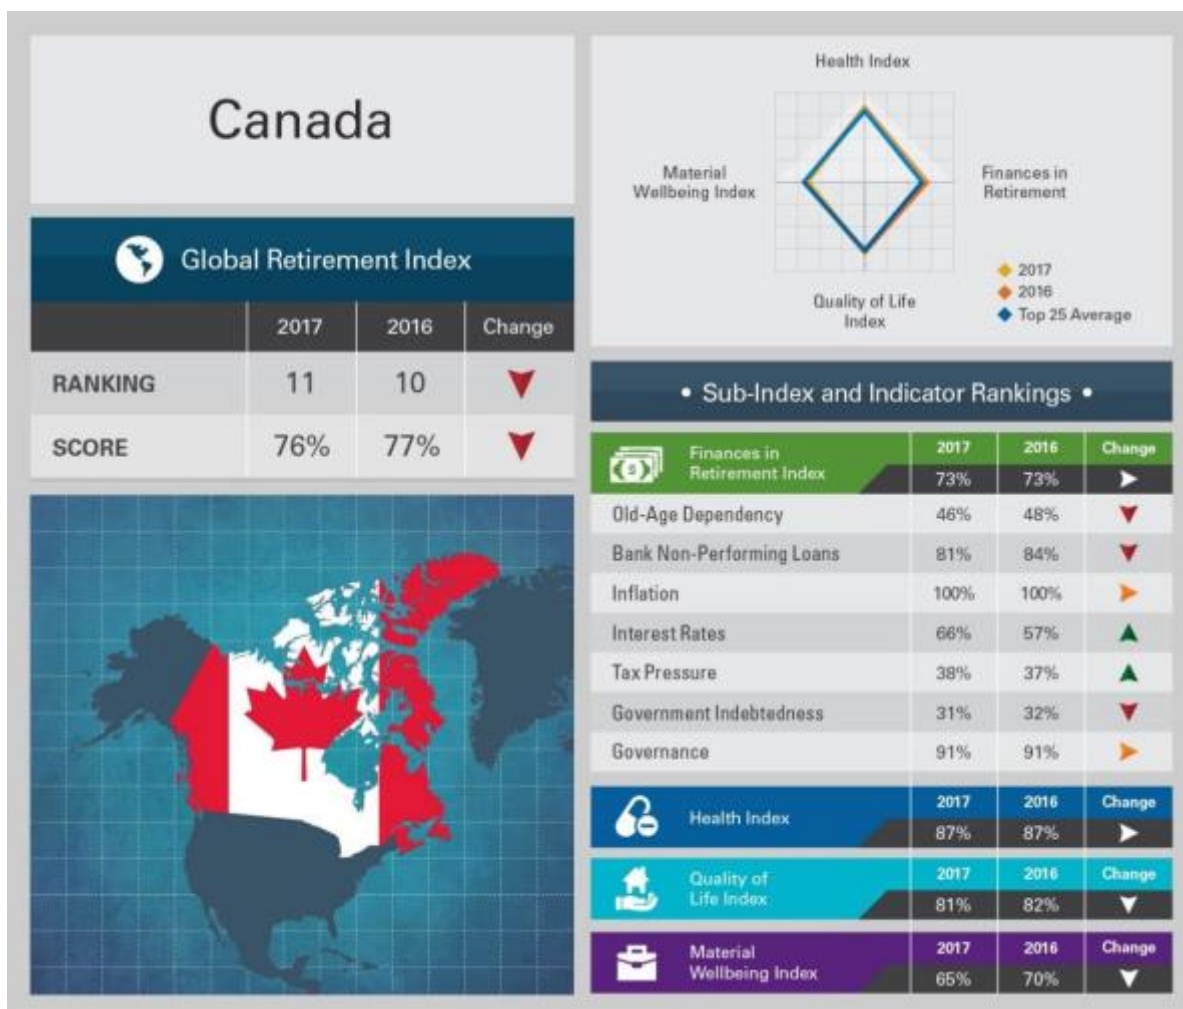 Canada
Global Retirement Index
2017 2016 Change
RANKING 11 10
SCORE 76% 77%
Health Index
Material
Wellbeing Index
Finances in
Retirement
Quality of Life
Index
2017
2016
Top 25 Average
• Sub-Index and Indicator Rankings •
Finances in
Retirement Index
2017 2016 Change
73% 73%
Old-Age Dependency 46% 48%
Bank Non-Performing Loans 81% 84%
Inflation 100% 100%
Interest Rates 66% 57%
Tax Pressure 38% 37%
Government Indebtedness 31% 32%
Governance 91% 91%
Health Index
2017 2016 Change
87% 87%
Quality of
Life Index
2017 2016 Change
81% 82%
Material
Wellbeing Index
2017 2016 Change
65% 70%